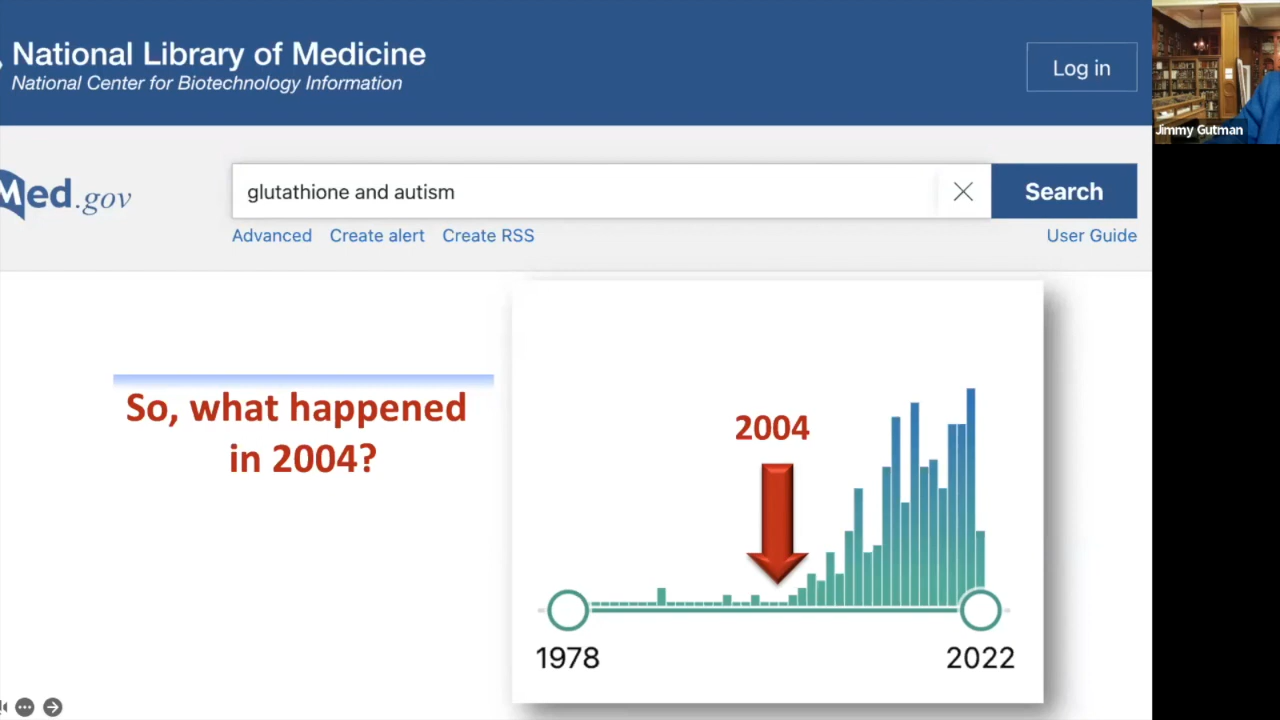 National Library of Medicine
National Center for Biotechnology Information
Log in
Jimmy Gutman
Med.gov
glutathione and autism
Search
Advanced
Create alert
Create RSS
User Guide
So, what happened
in 2004?
2004
1978
2022